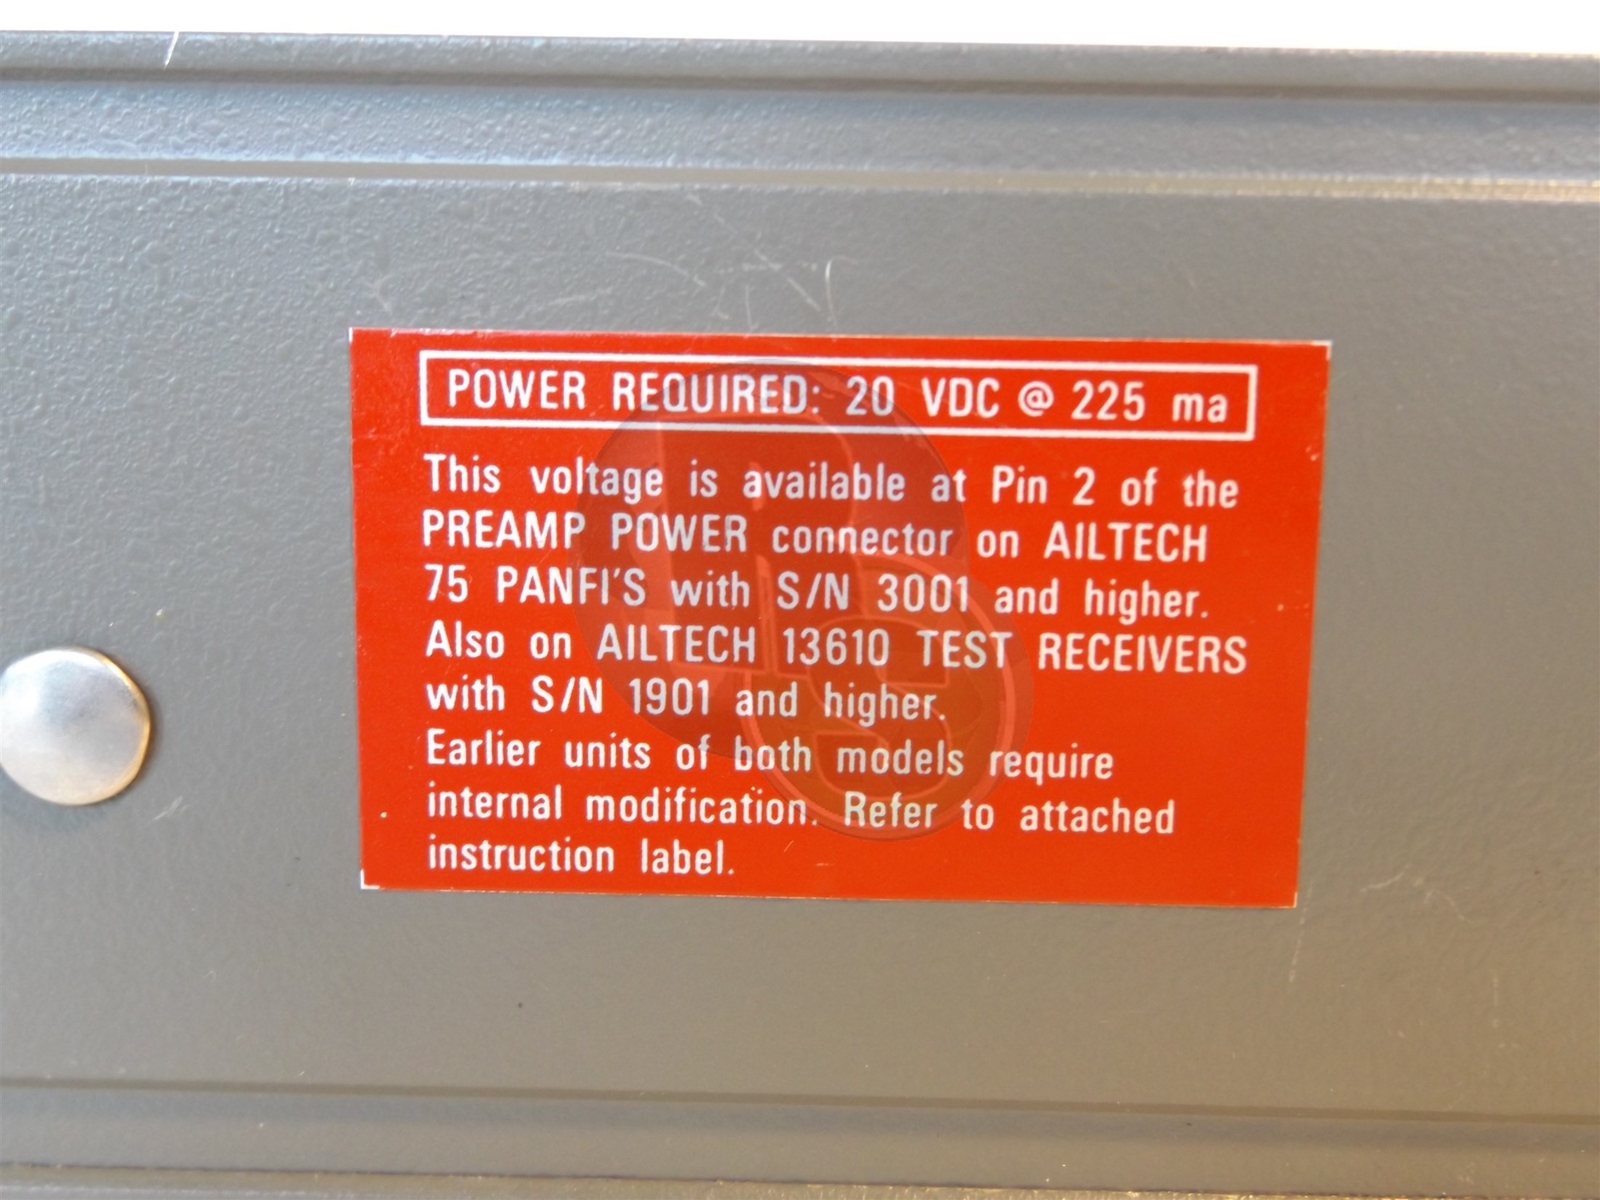 POWER REQUIRED: 20 VDC @ 225 ma
This voltage is available at Pin 2 of the
PREAMP POWER connector on AILTECH
75 PANFI'S with S/N 3001 and higher.
Also on AILTECH 13610 TEST RECEIVERS
with S/N 1901 and higher.
Earlier units of both models require
internal modification. Refer to attached
instruction label.